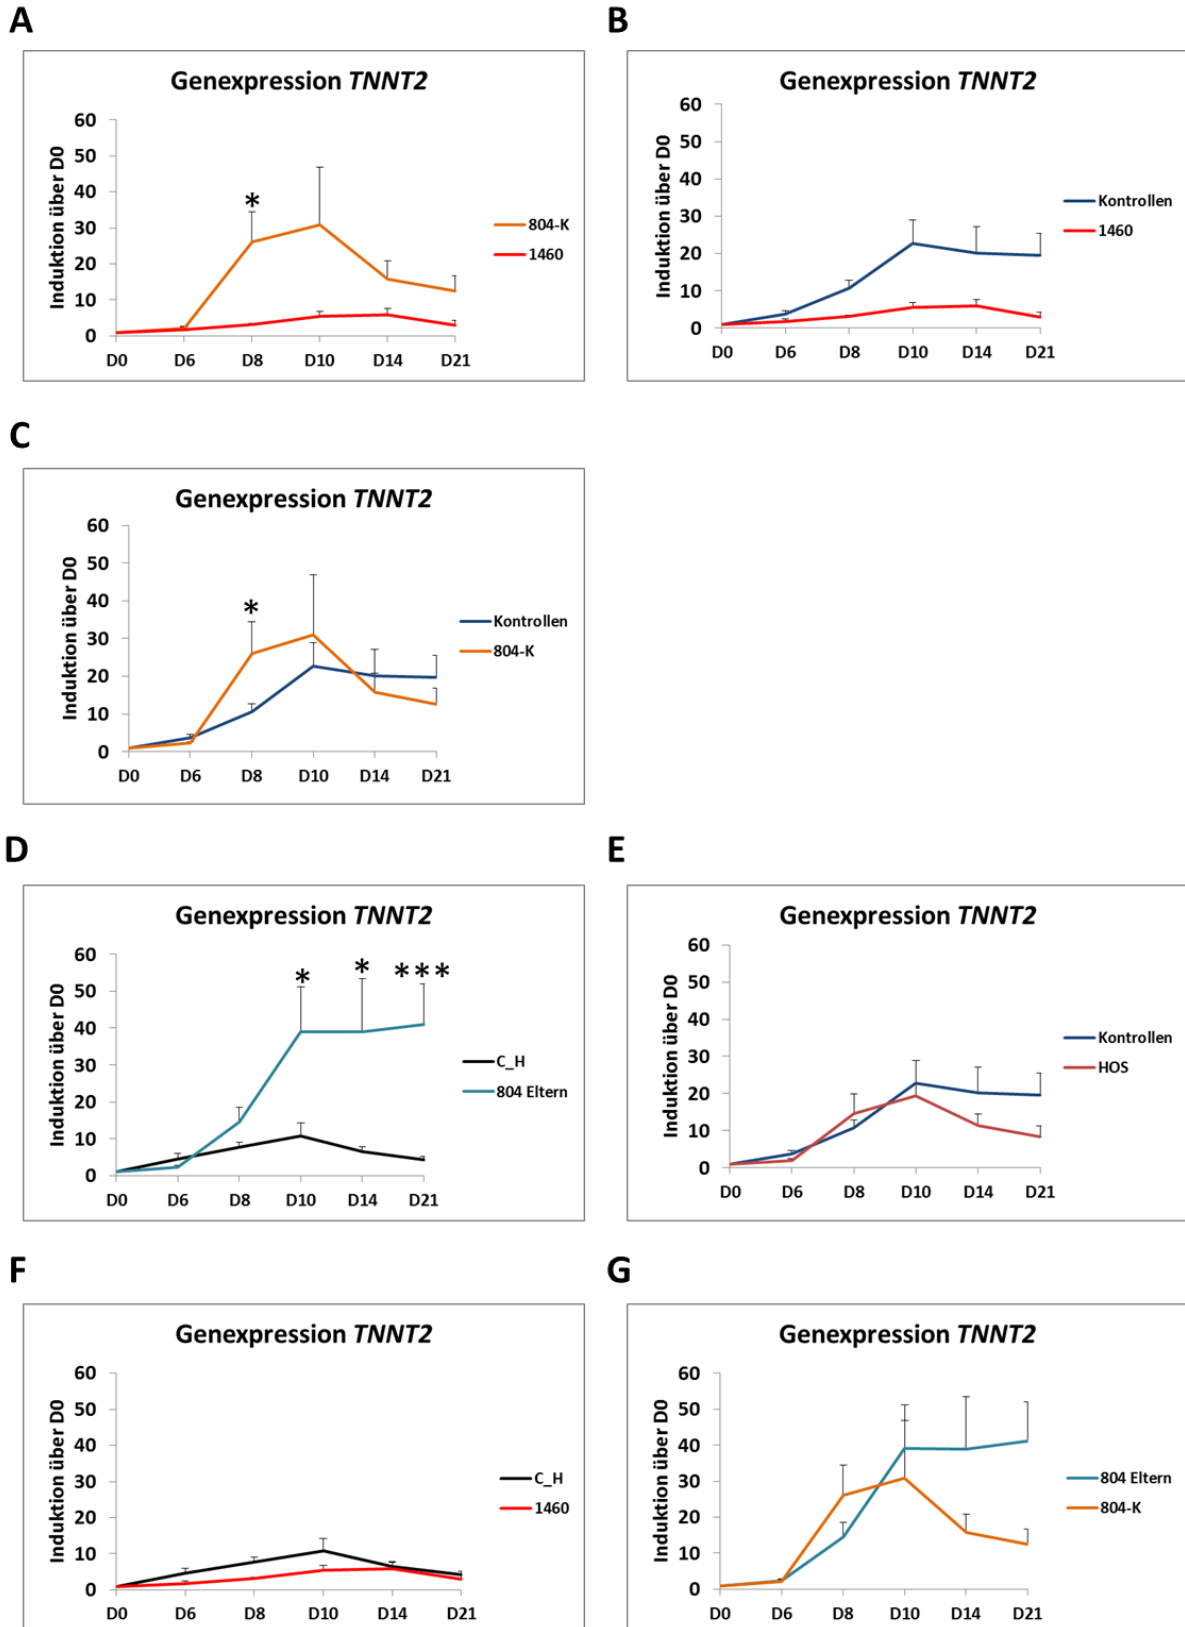 A
Genexpression TNNT2
Induktion über D0
60
50
40
30
20
10
0
*
D0 D6 D8 D10 D14 D21
804-K
1460
B
Genexpression TNNT2
Induktion über D0
60
50
40
30
20
10
0
D0 D6 D8 D10 D14 D21
Kontrollen
1460
C
Genexpression TNNT2
Induktion über D0
60
50
40
30
20
10
0
*
D0 D6 D8 D10 D14 D21
Kontrollen
804-K
D
Genexpression TNNT2
Induktion über D0
60
50
40
30
20
10
0
* * ***
D0 D6 D8 D10 D14 D21
C_H
804 Eltern
E
Genexpression TNNT2
Induktion über D0
60
50
40
30
20
10
0
D0 D6 D8 D10 D14 D21
Kontrollen
HOS
F
Genexpression TNNT2
Induktion über D0
60
50
40
30
20
10
0
D0 D6 D8 D10 D14 D21
C_H
1460
G
Genexpression TNNT2
Induktion über D0
60
50
40
30
20
10
0
D0 D6 D8 D10 D14 D21
804 Eltern
804-K